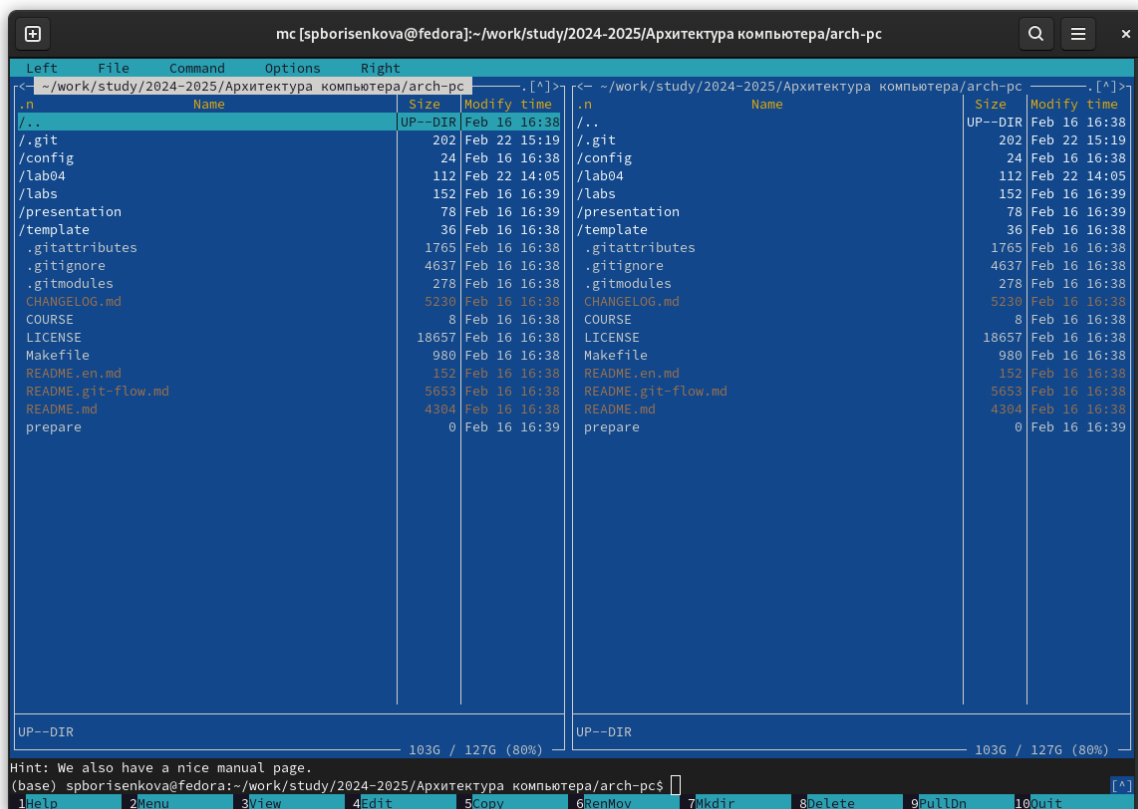 mc [spborisenkova@fedora]:~/work/study/2024-2025/Архитектура компьютера/arch-pc
Left File Command Options Right
<— ~/work/study/2024-2025/Архитектура компьютера/arch-pc —.[^]> <— ~/work/study/2024-2025/Архитектура компьютера/arch-pc —.[^]>
.n Name Size Modify time .n Name Size Modify time
/.. UP--DIR Feb 16 16:38 /.. UP--DIR Feb 16 16:38
/.git 202 Feb 22 15:19 /.git 202 Feb 22 15:19
/config 24 Feb 16 16:38 /config 24 Feb 16 16:38
/lab04 112 Feb 22 14:05 /lab04 112 Feb 22 14:05
/labs 152 Feb 16 16:39 /labs 152 Feb 16 16:39
/presentation 78 Feb 16 16:39 /presentation 78 Feb 16 16:39
/template 36 Feb 16 16:38 /template 36 Feb 16 16:38
.gitattributes 1765 Feb 16 16:38 .gitattributes 1765 Feb 16 16:38
.gitignore 4637 Feb 16 16:38 .gitignore 4637 Feb 16 16:38
.gitmodules 278 Feb 16 16:38 .gitmodules 278 Feb 16 16:38
CHANGELOG.md 5230 Feb 16 16:38 CHANGELOG.md 5230 Feb 16 16:38
COURSE 8 Feb 16 16:38 COURSE 8 Feb 16 16:38
LICENSE 18657 Feb 16 16:38 LICENSE 18657 Feb 16 16:38
Makefile 980 Feb 16 16:38 Makefile 980 Feb 16 16:38
README.en.md 152 Feb 16 16:38 README.en.md 152 Feb 16 16:38
README.git-flow.md 5653 Feb 16 16:38 README.git-flow.md 5653 Feb 16 16:38
README.md 4304 Feb 16 16:38 README.md 4304 Feb 16 16:38
prepare 0 Feb 16 16:39 prepare 0 Feb 16 16:39
UP--DIR UP--DIR
103G / 127G (80%) 103G / 127G (80%)
Hint: We also have a nice manual page.
(base) spborisenkova@fedora:~/work/study/2024-2025/Архитектура компьютера/arch-pc$ [^]
1Help 2Menu 3View 4Edit 5Copy 6RenMov 7Mkdir 8Delete 9PullDn 10Quit